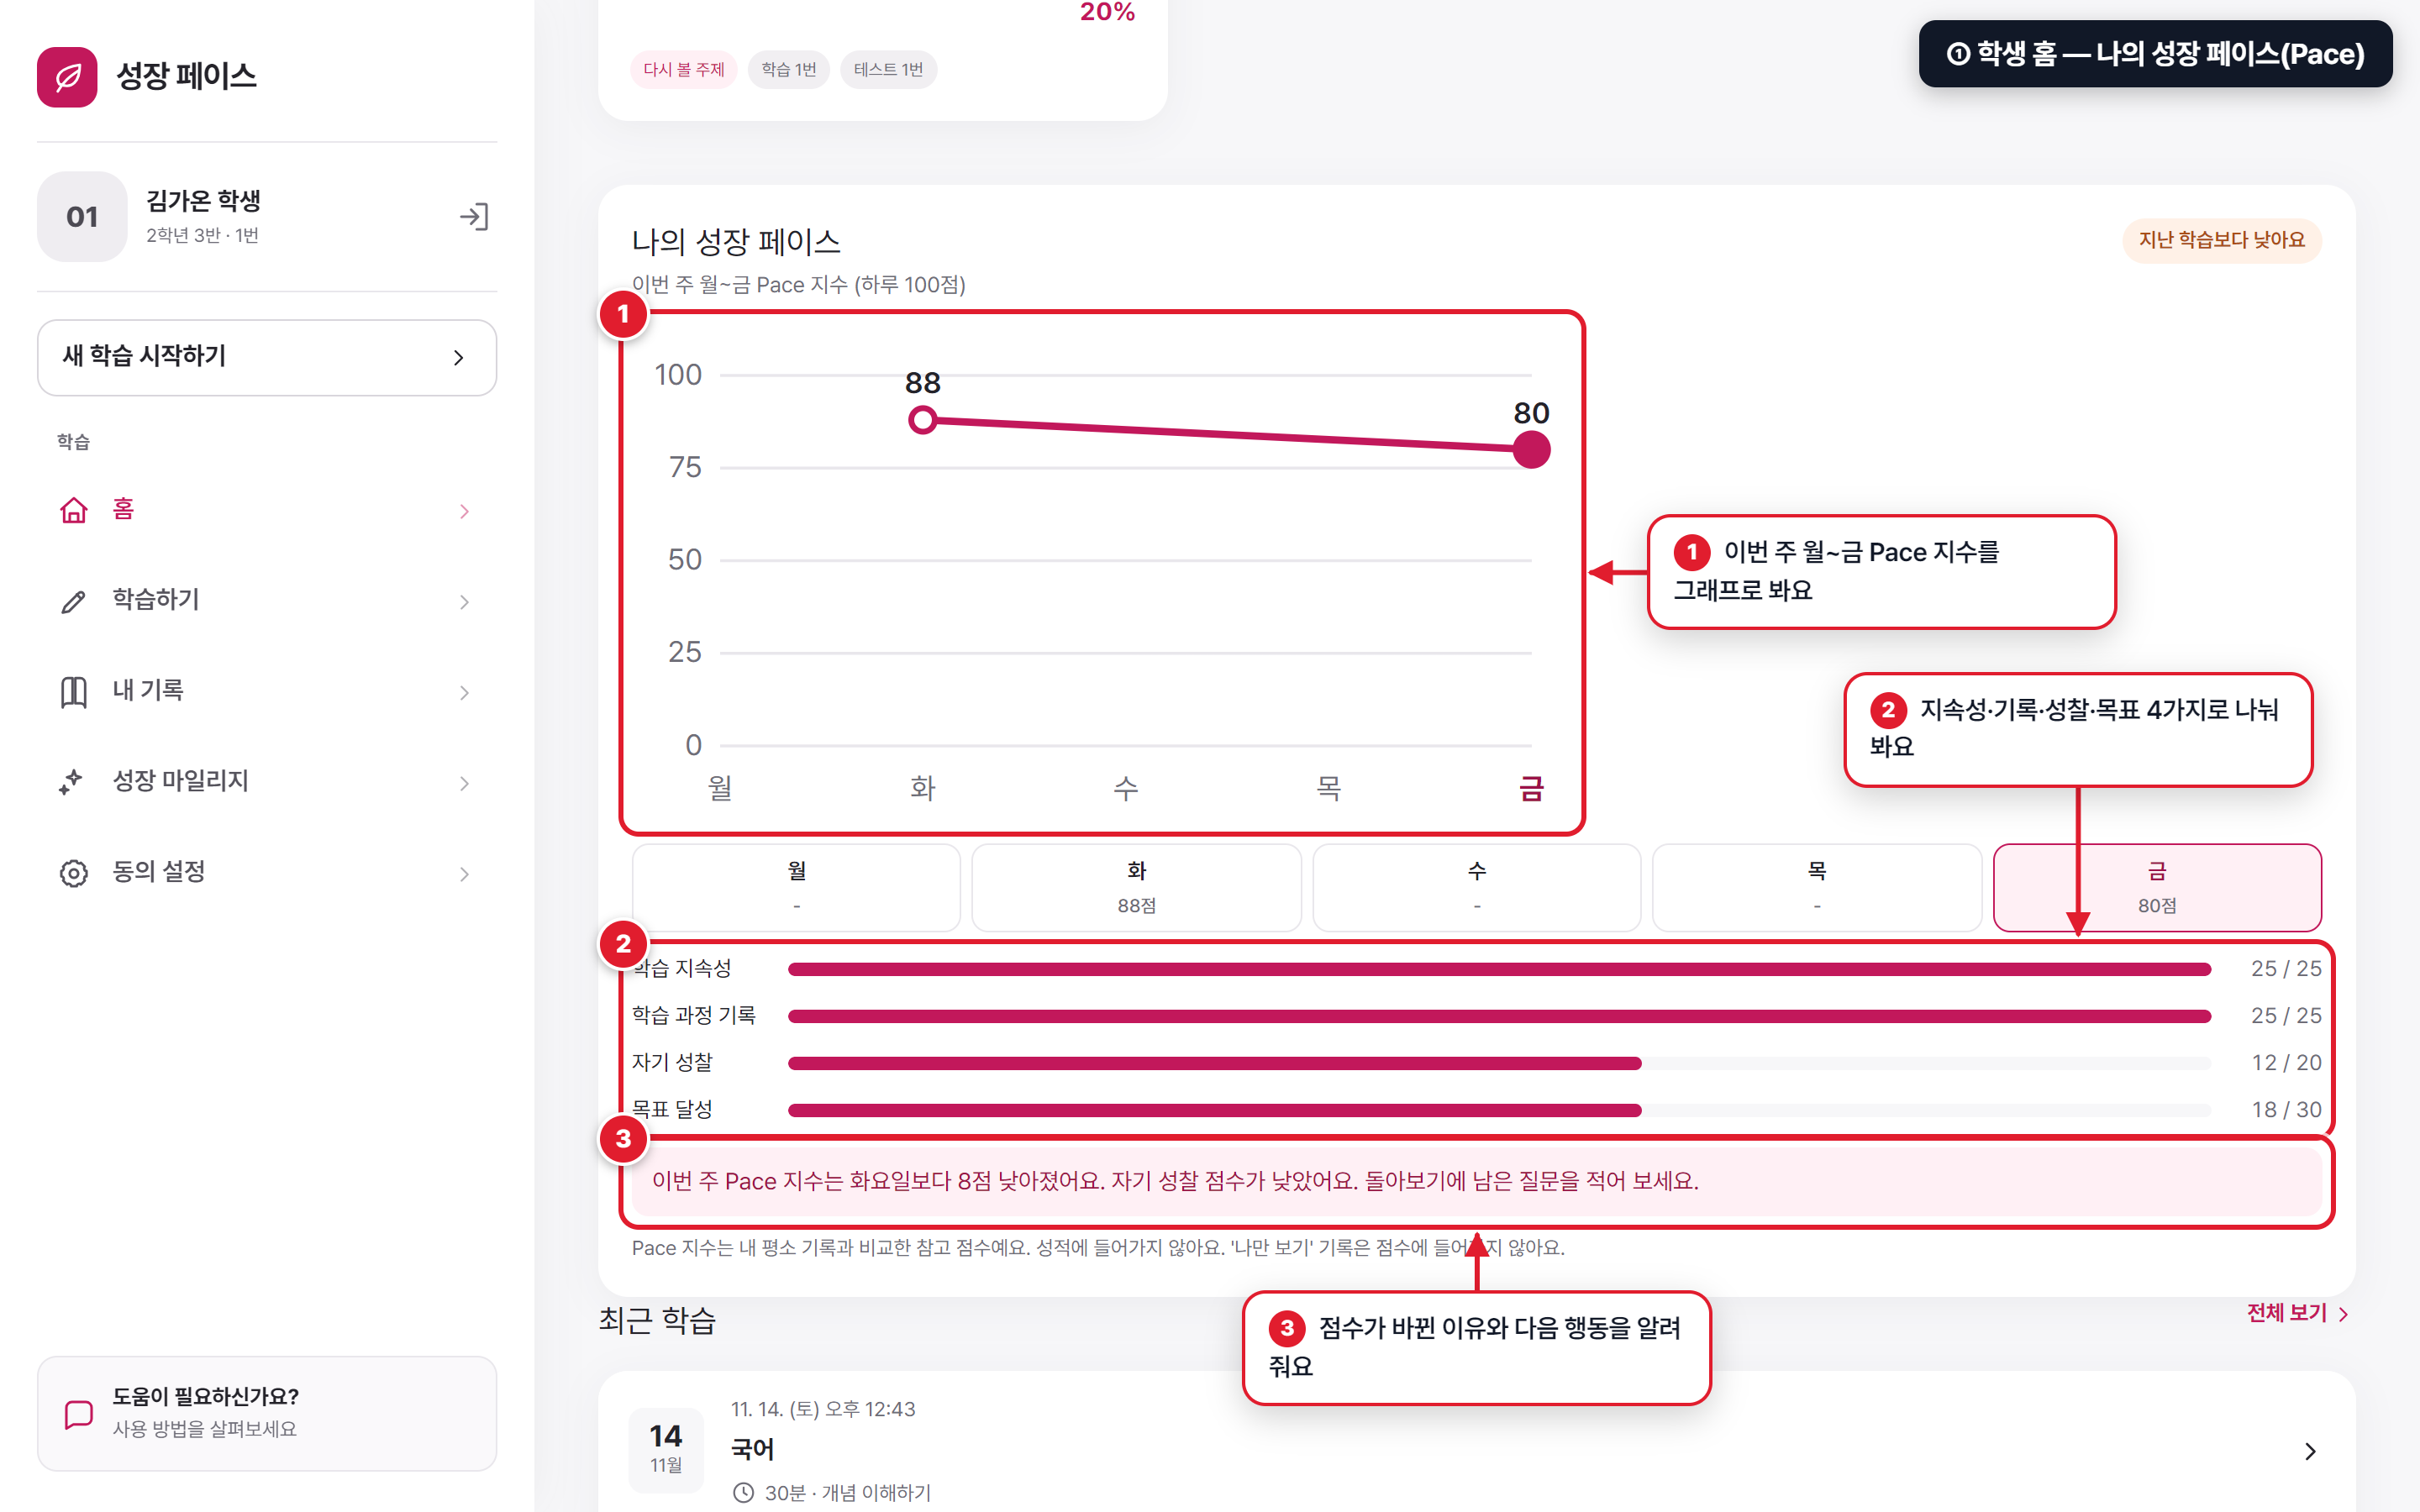 성장 페이스
01
김가온 학생
2학년 3반 · 1번
새 학습 시작하기
학습
홈
학습하기
내 기록
성장 마일리지
동의 설정
도움이 필요하신가요?
사용 방법을 살펴보세요
20%
다시 볼 주제
학습 1번
테스트 1번
① 학생 홈 — 나의 성장 페이스(Pace)
나의 성장 페이스
지난 학습보다 낮아요
이번 주 월~금 Pace 지수 (하루 100점)
1
100
75
50
25
0
88
80
월
화
수
목
금
1 이번 주 월~금 Pace 지수를
그래프로 봐요
2 지속성·기록·성찰·목표 4가지로 나눠
봐요
월
-
화
88점
수
-
목
-
금
80점
2
학습 지속성
25 / 25
학습 과정 기록
25 / 25
자기 성찰
12 / 20
목표 달성
18 / 30
3
이번 주 Pace 지수는 화요일보다 8점 낮아졌어요. 자기 성찰 점수가 낮았어요. 돌아보기에 남은 질문을 적어 보세요.
Pace 지수는 내 평소 기록과 비교한 참고 점수예요. 성적에 들어가지 않아요. '나만 보기' 기록은 점수에 들어가지 않아요.
3 점수가 바뀐 이유와 다음 행동을 알려
줘요
최근 학습
전체 보기
14
11월
11. 14. (토) 오후 12:43
국어
30분 · 개념 이해하기